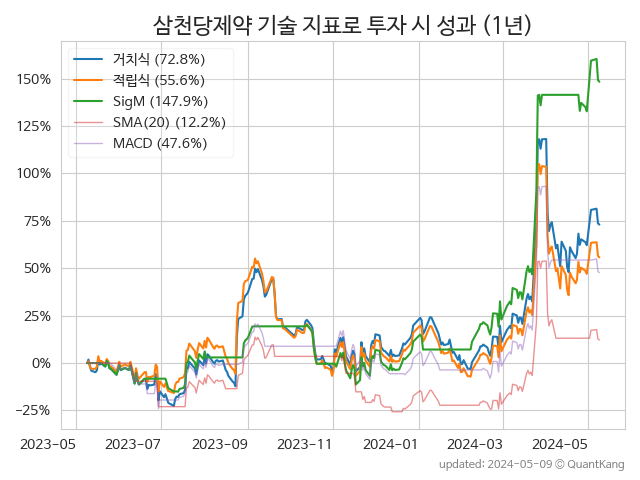 삼천당제약 기술 지표로 투자 시 성과 (1년)
거치식 (72.8%)
적립식 (55.6%)
SigM (147.9%)
SMA(20) (12.2%)
MACD (47.6%)
150%
125%
100%
75%
50%
25%
0%
−25%
2023-05 2023-07 2023-09 2023-11 2024-01 2024-03 2024-05
updated: 2024-05-09 © QuantKang